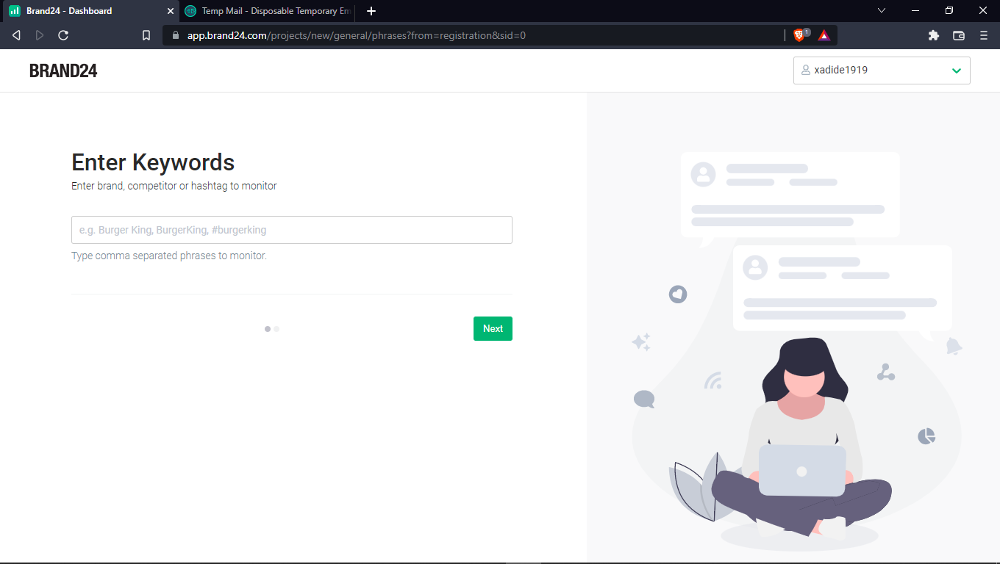 Brand24 - Dashboard
Temp Mail - Disposable Temporary Em
app.brand24.com/projects/new/general/phrases?from=registration&sid=0
1
BRAND24
xadide1919
Enter Keywords
Enter brand, competitor or hashtag to monitor
e.g. Burger King, BurgerKing, #burgerking
Type comma separated phrases to monitor.
Next